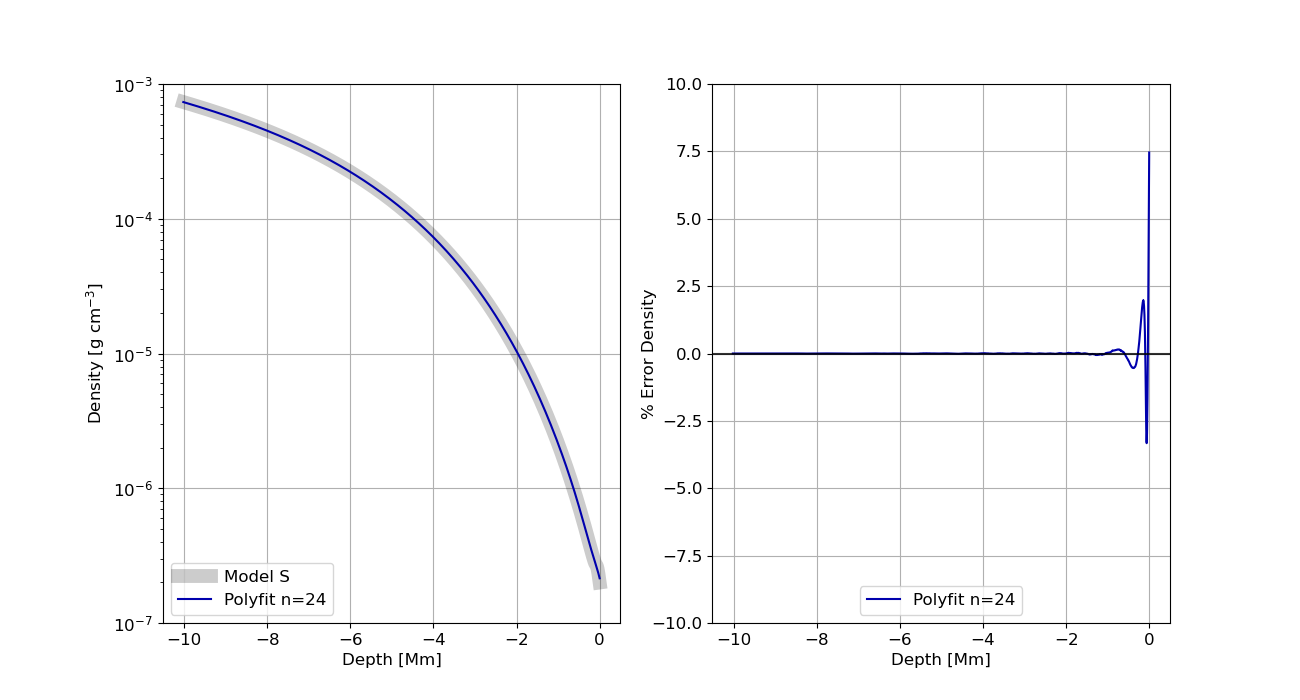 10⁻³
10⁻⁴
10⁻⁵
10⁻⁶
10⁻⁷
Density [g cm⁻³]
Model S
Polyfit n=24
−10 −8 −6 −4 −2 0
Depth [Mm]
10.0
7.5
5.0
2.5
0.0
−2.5
−5.0
−7.5
−10.0
% Error Density
Polyfit n=24
−10 −8 −6 −4 −2 0
Depth [Mm]